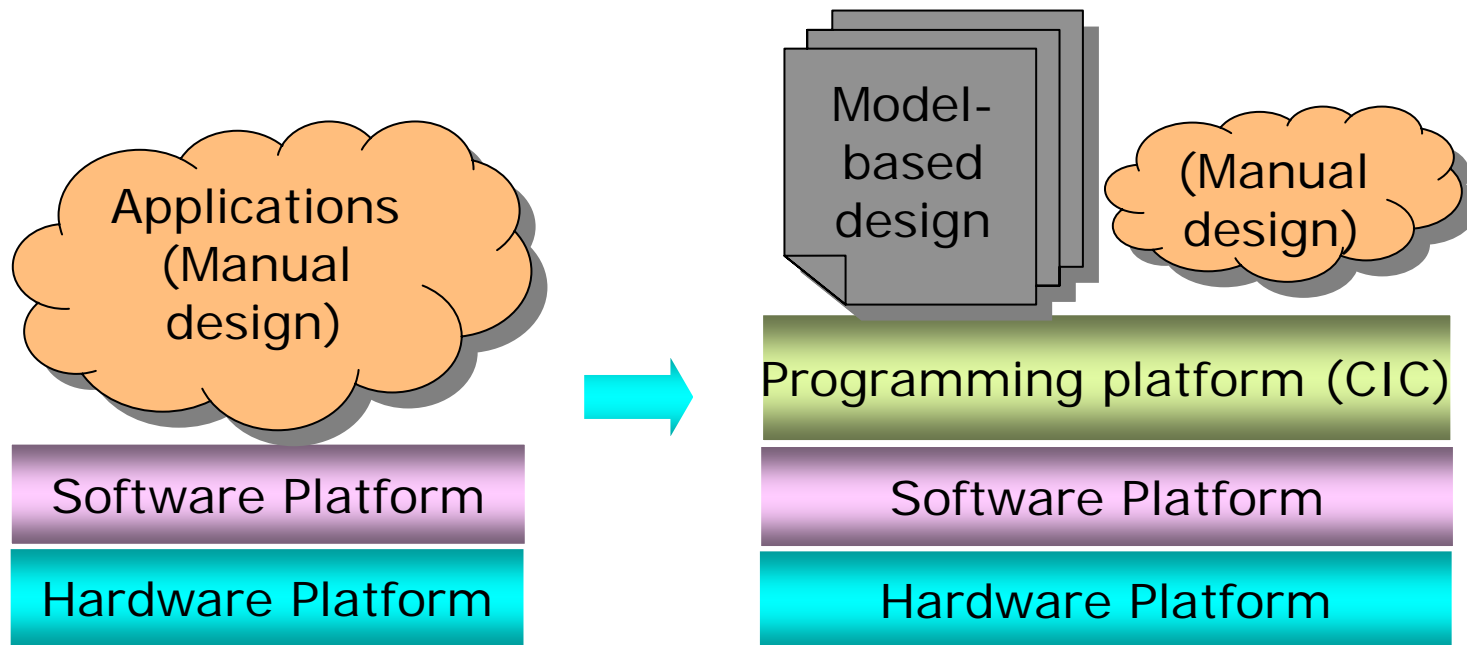 Applications
(Manual
design)
Software Platform
Hardware Platform
Model-
based
design
(Manual
design)
Programming platform (CIC)
Software Platform
Hardware Platform